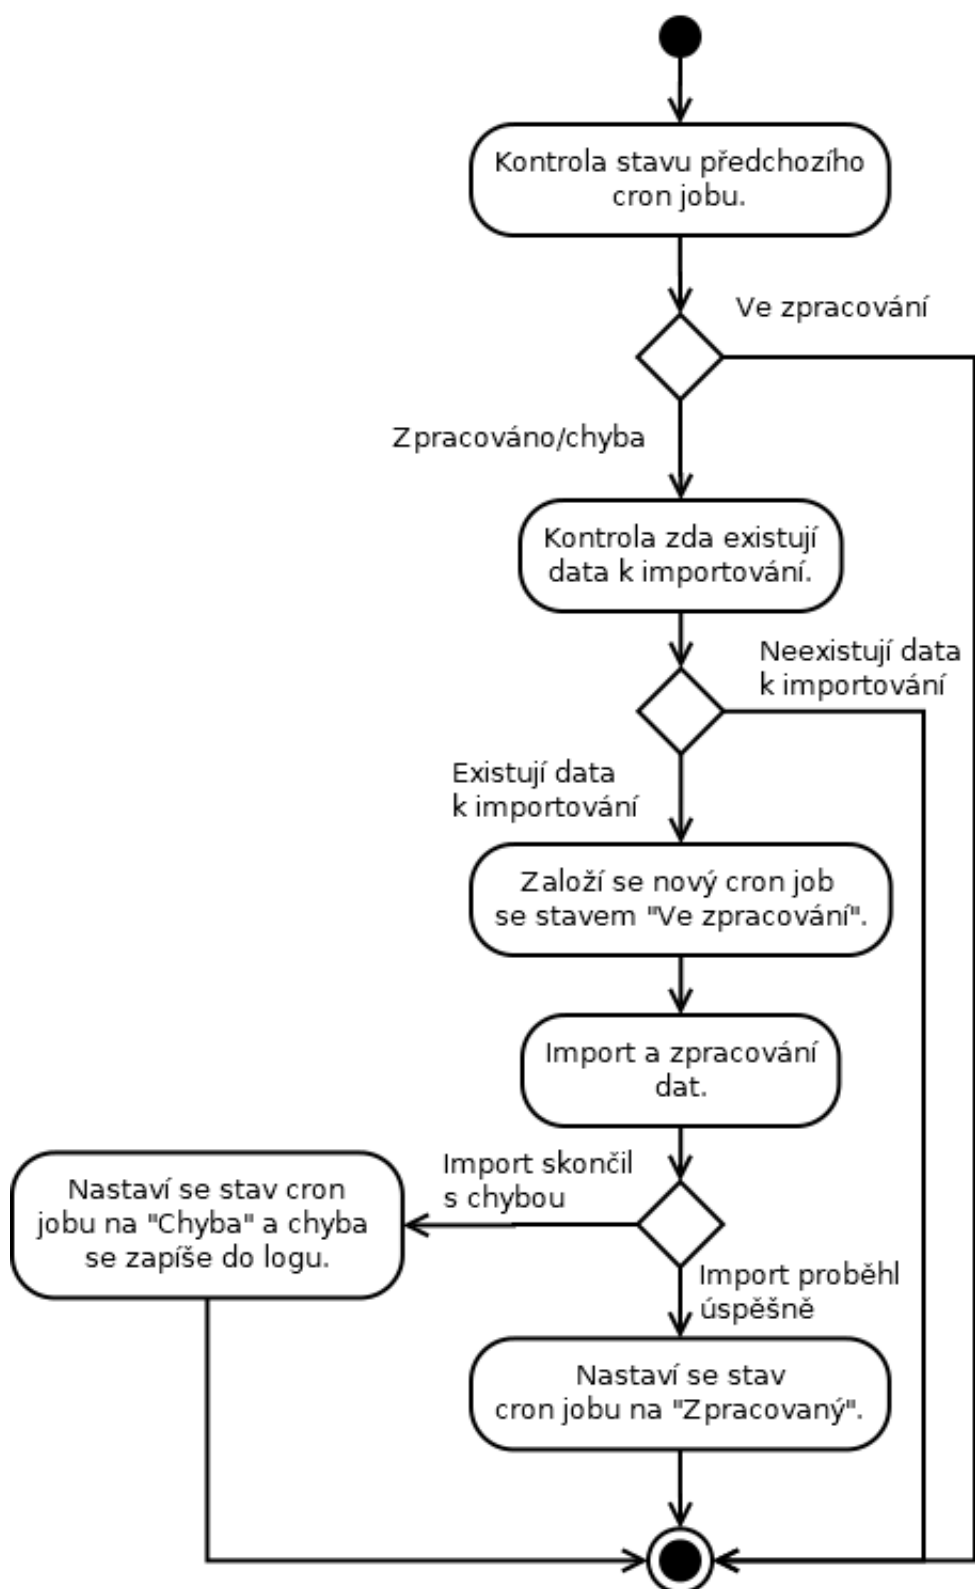 Kontrola stavu předchozího
cron jobu.
Ve zpracování
Zpracováno/chyba
Kontrola zda existují
data k importování.
Neexistují data
k importování
Existují data
k importování
Založí se nový cron job
se stavem "Ve zpracování".
Import a zpracování
dat.
Import skončil
s chybou
Nastaví se stav cron
jobu na "Chyba" a chyba
se zapíše do logu.
Import proběhl
úspěšně
Nastaví se stav
cron jobu na "Zpracovaný".